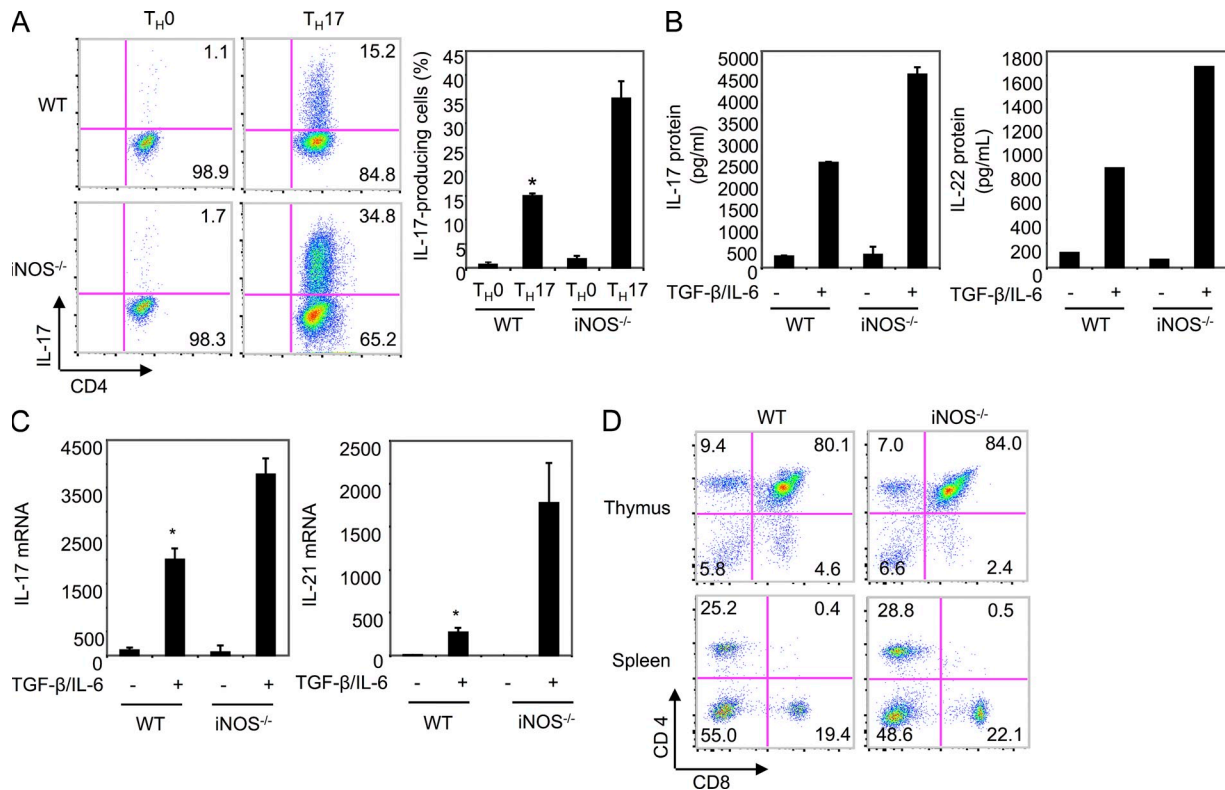 A
T_H0
T_H17
WT
1.1
98.9
15.2
84.8
iNOS-/-
1.7
98.3
34.8
65.2
IL-17
CD4
IL-17-producing cells (%)
45
40
35
30
25
20
15
10
5
0
*
T_H0 T_H17 T_H0 T_H17
WT iNOS-/-
B
IL-17 protein
(pg/ml)
5000
4500
4000
3500
3000
2500
2000
1500
1000
500
0
TGF-β/IL-6 - + - +
WT iNOS-/-
IL-22 protein
(pg/mL)
1800
1600
1400
1200
1000
800
600
400
200
0
TGF-β/IL-6 - + - +
WT iNOS-/-
C
IL-17 mRNA
4500
3500
2500
1500
500
0
*
TGF-β/IL-6 - + - +
WT iNOS-/-
IL-21 mRNA
2500
2000
1500
1000
500
0
*
TGF-β/IL-6 - + - +
WT iNOS-/-
D
WT iNOS-/-
Thymus
9.4 80.1
5.8 4.6
7.0 84.0
6.6 2.4
Spleen
25.2 0.4
55.0 19.4
28.8 0.5
48.6 22.1
CD 4
CD8